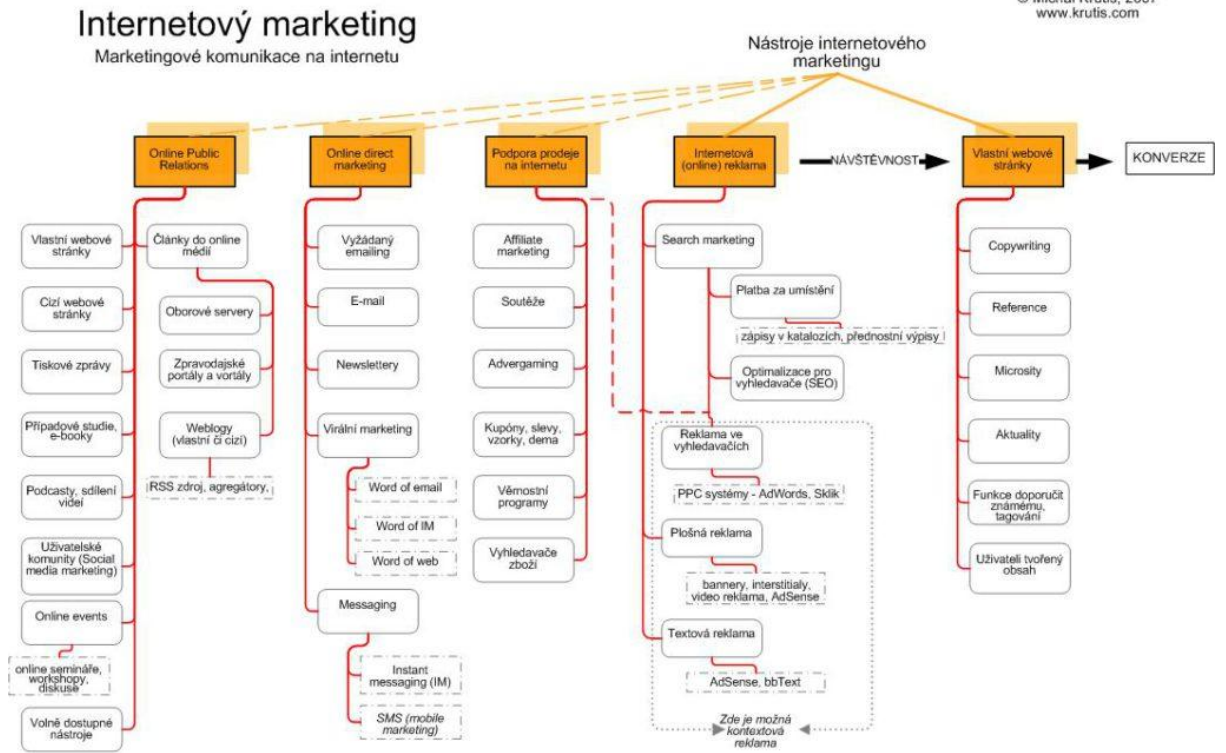 © Michal Krutis, 2007
www.krutis.com
Internetový marketing
Marketingové komunikace na internetu
Nástroje internetového
marketingu
Online Public
Relations
Online direct
marketing
Podpora prodeje
na internetu
Internetová
(online) reklama
NÁVŠTĚVNOST
Vlastní webové
stránky
KONVERZE
Vlastní webové
stránky
Cizí webové
stránky
Tiskové zprávy
Případové studie,
e-booky
Podcasty, sdílení
videí
Uživatelské
komunity (Social
media marketing)
Online events
online semináře,
workshopy,
diskuse
Volně dostupné
nástroje
Články do online
médií
Oborové servery
Zpravodajské
portály a vortály
Weblogy
(vlastní či cizí)
RSS zdroj, agregátory,
Vyžádaný
emailing
E-mail
Newslettery
Virální marketing
Word of email
Word of IM
Word of web
Messaging
Instant
messaging (IM)
SMS (mobile
marketing)
Affiliate
marketing
Soutěže
Advergaming
Kupóny, slevy,
vzorky, dema
Věrnostní
programy
Vyhledavače
zboží
Search marketing
Platba za umístění
zápisy v katalozích, přednostní výpisy
Optimalizace pro
vyhledavače (SEO)
Reklama ve
vyhledavačích
PPC systémy - AdWords, Sklik
Plošná reklama
bannery, interstitialy,
video reklama, AdSense
Textová reklama
AdSense, bbText
Zde je možná
kontextová
reklama
Copywriting
Reference
Microsity
Aktuality
Funkce doporučit
známému,
tagování
Uživateli tvořený
obsah